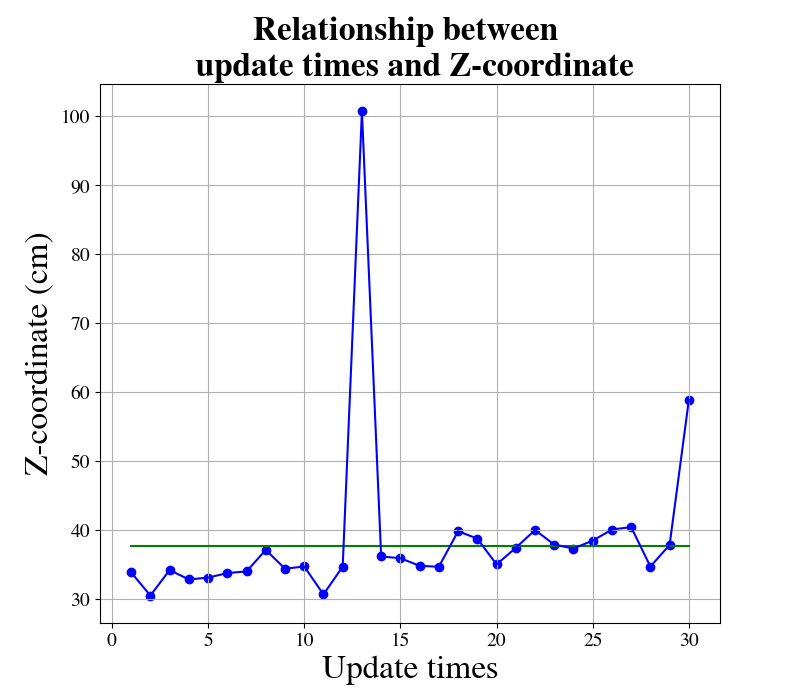 Relationship between
update times and Z-coordinate
Z-coordinate (cm)
100
90
80
70
60
50
40
30
0 5 10 15 20 25 30
Update times